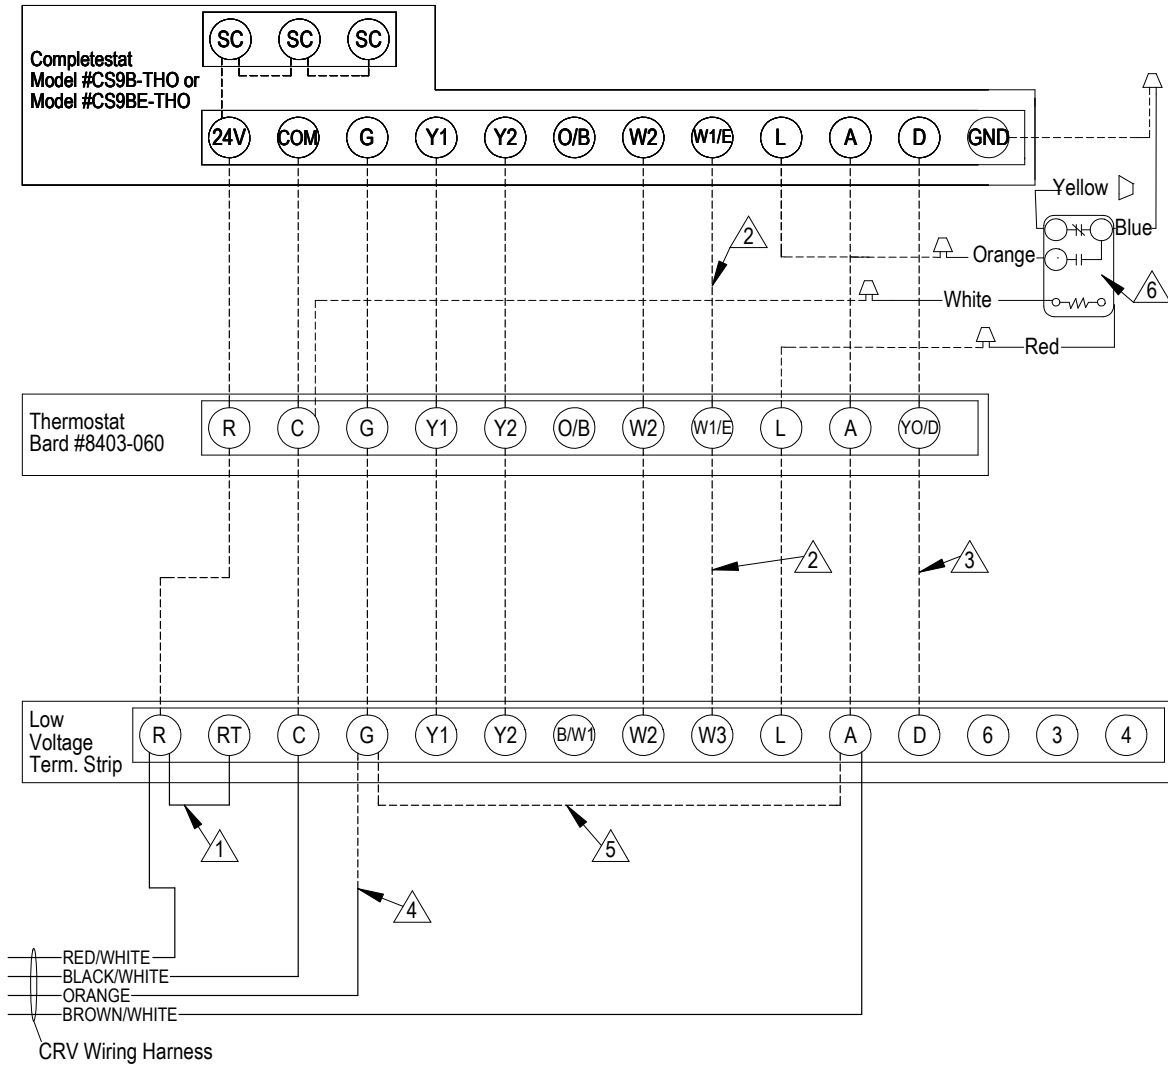 SC SC SC
Completestat
Model #CS9B-THO or
Model #CS9BE-THO
24V COM G Y1 Y2 O/B W2 W1/E L A D GND
Yellow
Blue
2
Orange
6
White
Red
Thermostat
Bard #8403-060
R C G Y1 Y2 O/B W2 W1/E L A YO/D
2
3
Low
Voltage
Term. Strip
R RT C G Y1 Y2 B/W1 W2 W3 L A D 6 3 4
1
5
4
RED/WHITE
BLACK/WHITE
ORANGE
BROWN/WHITE
CRV Wiring Harness